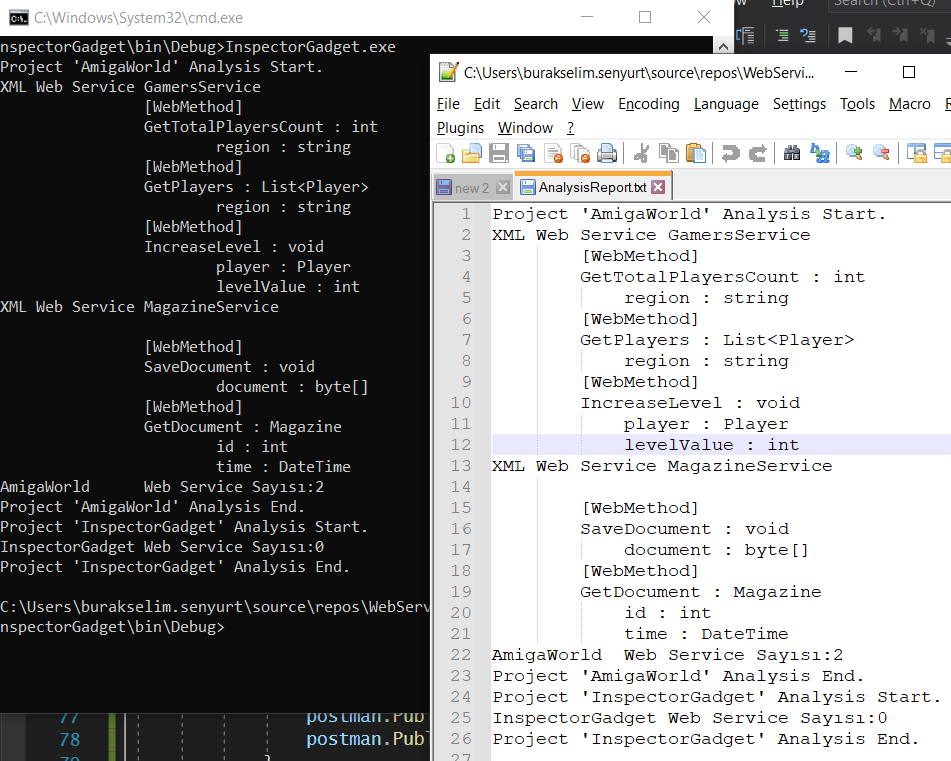 C:\Windows\System32\cmd.exe
nspectorGadget\bin\Debug>InspectorGadget.exe
Project 'AmigaWorld' Analysis Start.
XML Web Service GamersService
[WebMethod]
GetTotalPlayersCount : int
region : string
[WebMethod]
GetPlayers : List<Player>
region : string
[WebMethod]
IncreaseLevel : void
player : Player
levelValue : int
XML Web Service MagazineService
[WebMethod]
SaveDocument : void
document : byte[]
[WebMethod]
GetDocument : Magazine
id : int
time : DateTime
AmigaWorld Web Service Sayısı:2
Project 'AmigaWorld' Analysis End.
Project 'InspectorGadget' Analysis Start.
InspectorGadget Web Service Sayısı:0
Project 'InspectorGadget' Analysis End.
C:\Users\burakselim.senyurt\source\repos\WebServ
nspectorGadget\bin\Debug>
77 postman.Pub
78 postman.Publ
w Help Search (Ctrl+Q)
C:\Users\burakselim.senyurt\source\repos\WebServi...
File Edit Search View Encoding Language Settings Tools Macro R
Plugins Window ?
new 2 AnalysisReport.txt
1 Project 'AmigaWorld' Analysis Start.
2 XML Web Service GamersService
3 [WebMethod]
4 GetTotalPlayersCount : int
5 region : string
6 [WebMethod]
7 GetPlayers : List<Player>
8 region : string
9 [WebMethod]
10 IncreaseLevel : void
11 player : Player
12 levelValue : int
13 XML Web Service MagazineService
14
15 [WebMethod]
16 SaveDocument : void
17 document : byte[]
18 [WebMethod]
19 GetDocument : Magazine
20 id : int
21 time : DateTime
22 AmigaWorld Web Service Sayısı:2
23 Project 'AmigaWorld' Analysis End.
24 Project 'InspectorGadget' Analysis Start.
25 InspectorGadget Web Service Sayısı:0
26 Project 'InspectorGadget' Analysis End.
27